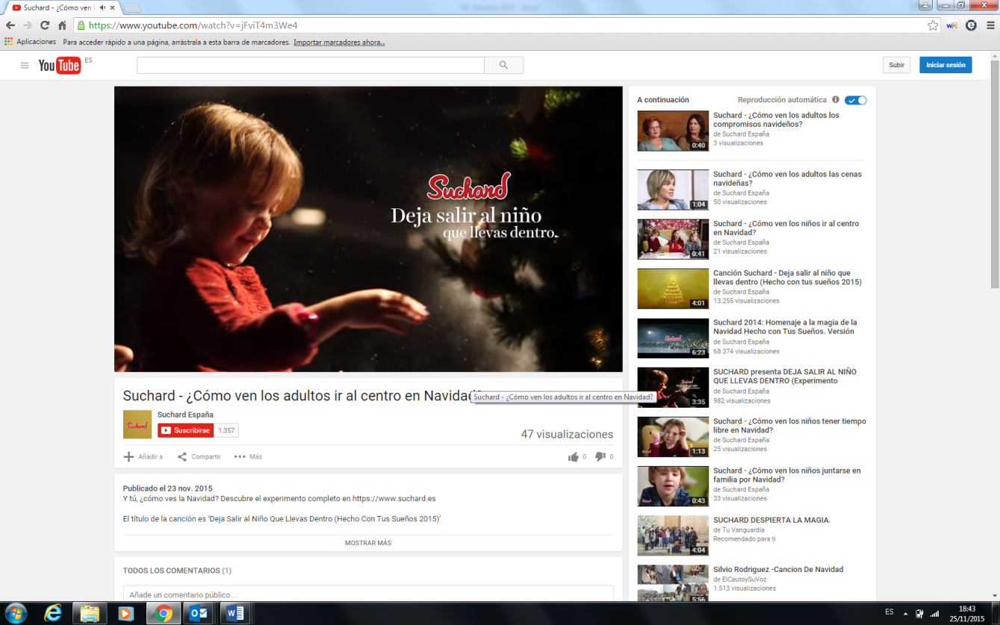 Suchard - ¿Cómo ven l
https://www.youtube.com/watch?v=jFviT4m3We4
Aplicaciones Para acceder rápido a una página, arrástrala a esta barra de marcadores. Importar marcadores ahora...
YouTube ES
Subir
Iniciar sesión
Suchard
Deja salir al niño
que llevas dentro.
Suchard - ¿Cómo ven los adultos ir al centro en Navidad?
Suchard - ¿Cómo ven los adultos ir al centro en Navidad?
Suchard
Suchard España
Suscribirse 1.357
47 visualizaciones
Añadir a Compartir Más
0 0
Publicado el 23 nov. 2015
Y tú, ¿cómo ves la Navidad? Descubre el experimento completo en https://www.suchard.es
El título de la canción es 'Deja Salir al Niño Que Llevas Dentro (Hecho Con Tus Sueños 2015)'
MOSTRAR MÁS
TODOS LOS COMENTARIOS (1)
Añade un comentario público...
A continuación
Reproducción automática
Suchard - ¿Cómo ven los adultos los
compromisos navideños?
de Suchard España
3 visualizaciones
0:40
Suchard - ¿Cómo ven los adultos las cenas
navideñas?
de Suchard España
50 visualizaciones
1:04
Suchard - ¿Cómo ven los niños ir al centro
en Navidad?
de Suchard España
21 visualizaciones
0:41
Canción Suchard - Deja salir al niño que
llevas dentro (Hecho con tus sueños 2015)
de Suchard España
13.255 visualizaciones
4:01
Suchard 2014: Homenaje a la magia de la
Navidad Hecho con Tus Sueños. Versión
de Suchard España
68.374 visualizaciones
6:23
SUCHARD presenta DEJA SALIR AL NIÑO
QUE LLEVAS DENTRO (Experimento
de Suchard España
982 visualizaciones
3:35
Suchard - ¿Cómo ven los niños tener tiempo
libre en Navidad?
de Suchard España
25 visualizaciones
1:13
Suchard - ¿Cómo ven los niños juntarse en
familia por Navidad?
de Suchard España
33 visualizaciones
0:43
SUCHARD DESPIERTA LA MAGIA.
de Tu Vanguardia
Recomendado para ti
4:04
Silvio Rodriguez -Cancion De Navidad
de ElCautoySuVoz
1.513 visualizaciones
5:56
ES
18:43
25/11/2015